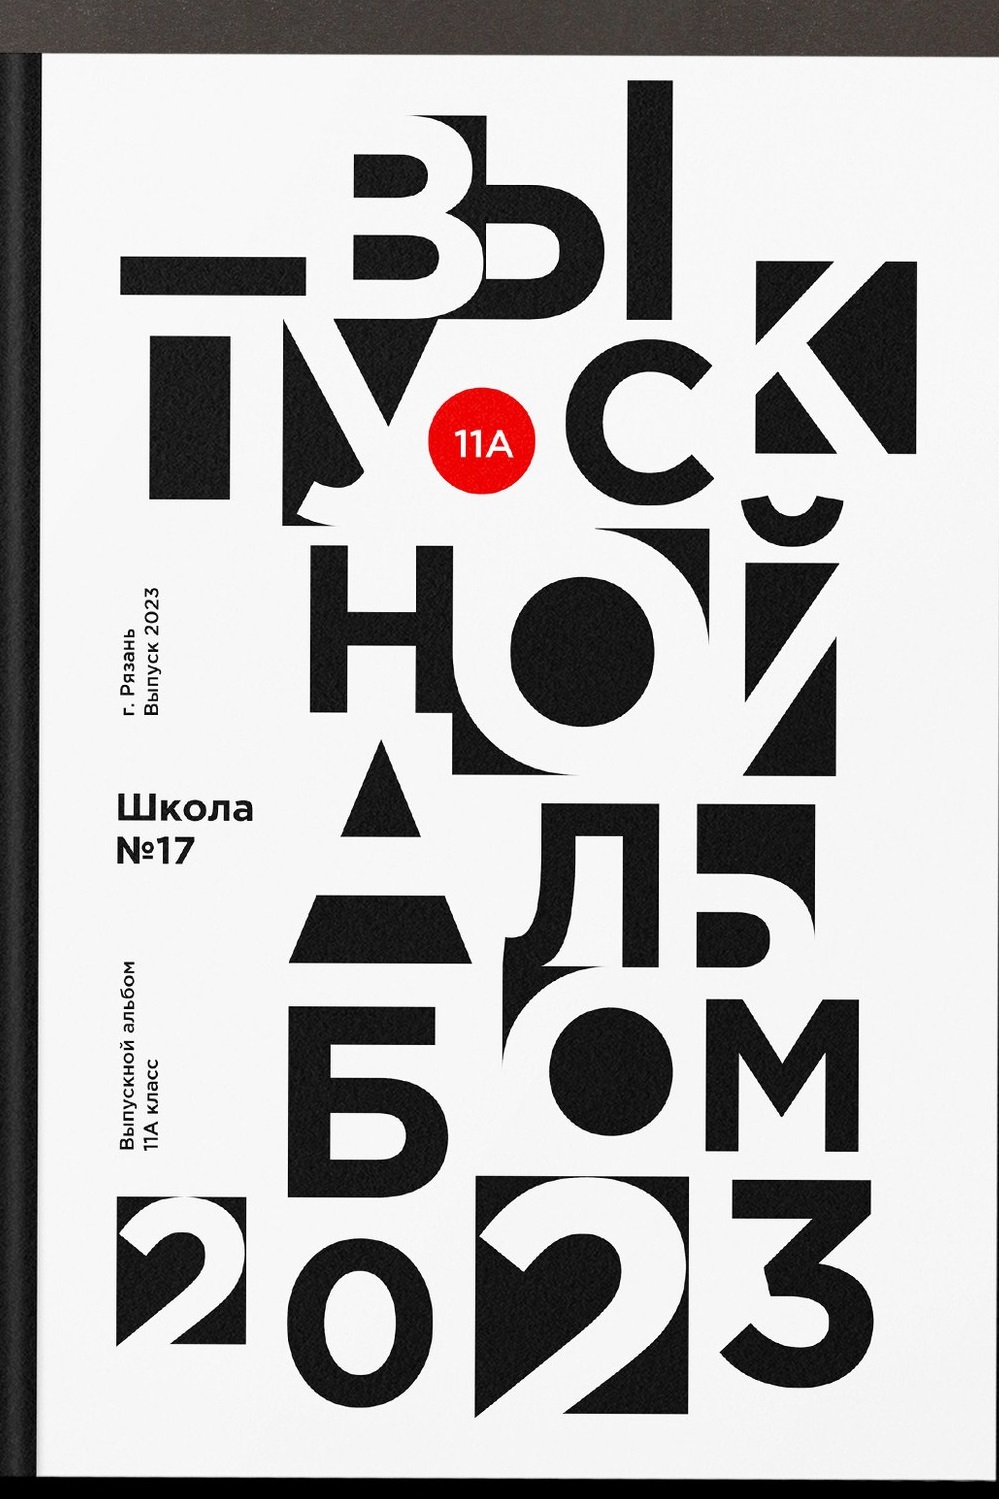 ВЫ
ПУСК
11А
НОЙ
АЛЬ
БОМ
2023
г. Рязань
Выпуск 2023
Школа
№17
Выпускной альбом
11А класс